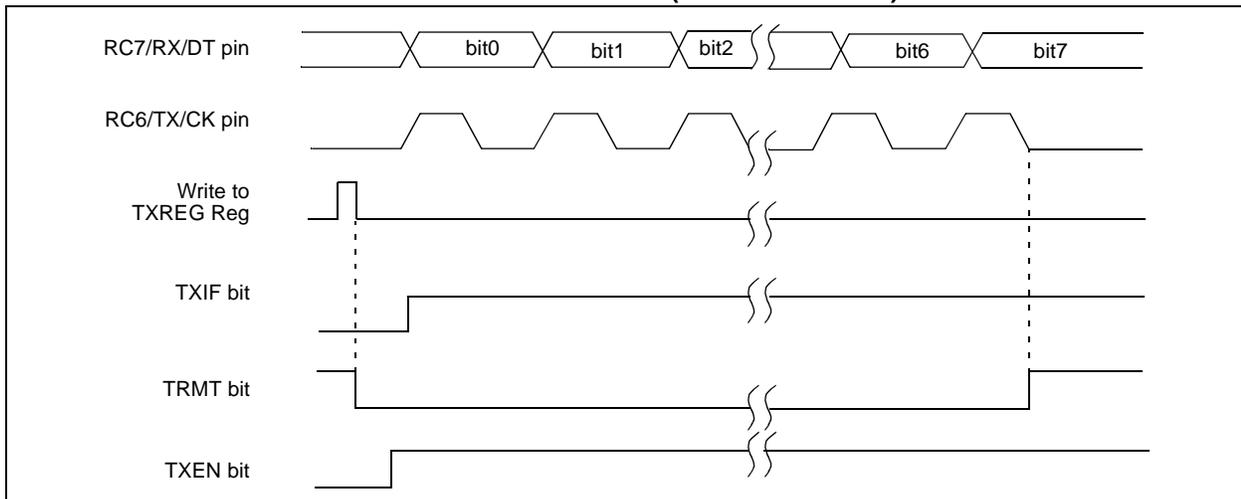 RC7/RX/DT pin
bit0 bit1 bit2 bit6 bit7
RC6/TX/CK pin
Write to
TXREG Reg
TXIF bit
TRMT bit
TXEN bit